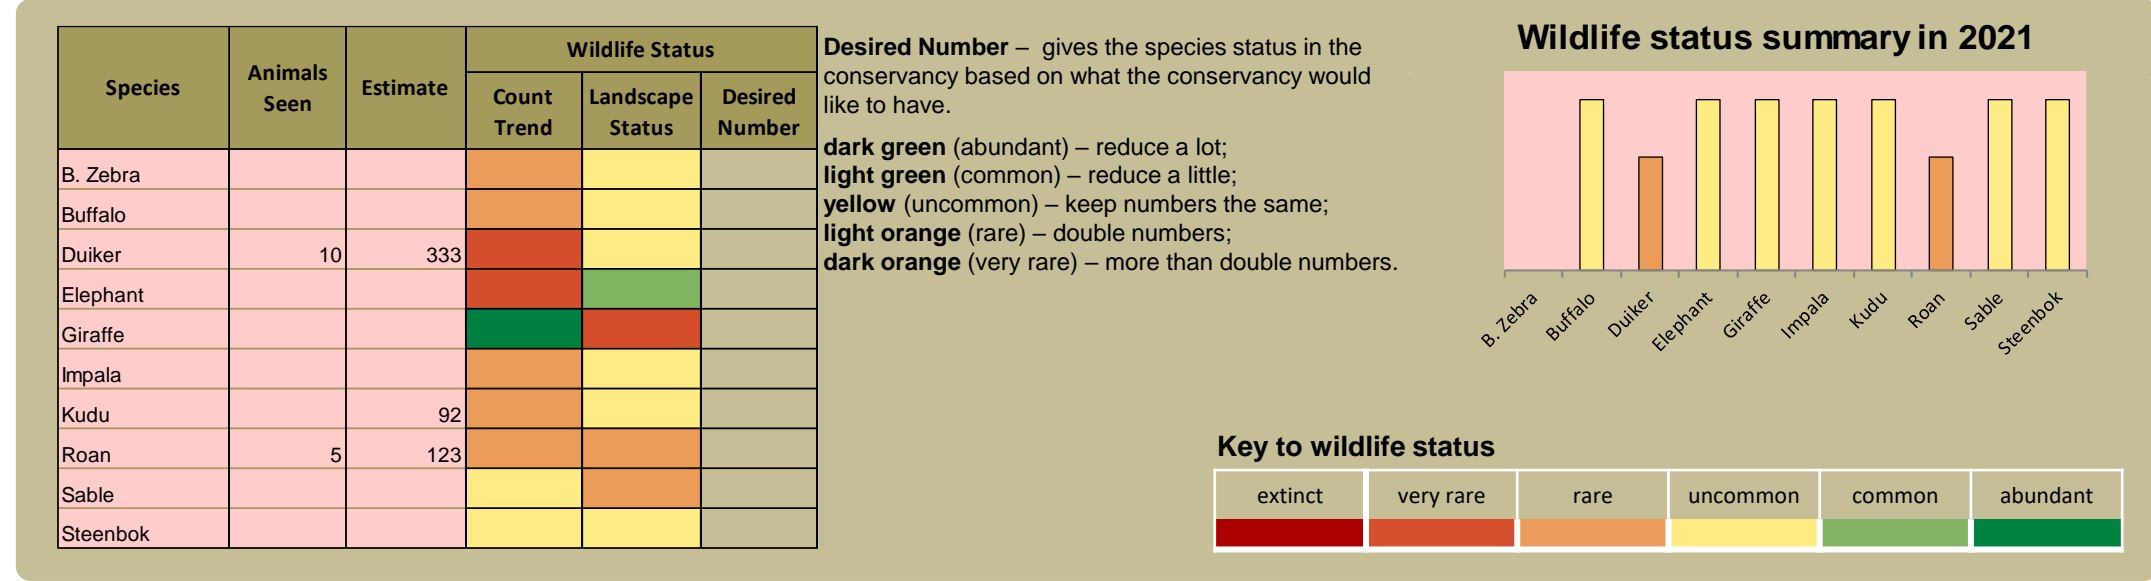 Wildlife Status
Species
Animals
Seen
Estimate
Count
Trend
Landscape
Status
Desired
Number
B. Zebra
Buffalo
Duiker 10 333
Elephant
Giraffe
Impala
Kudu 92
Roan 5 123
Sable
Steenbok
Desired Number – gives the species status in the
conservancy based on what the conservancy would
like to have.
dark green (abundant) – reduce a lot;
light green (common) – reduce a little;
yellow (uncommon) – keep numbers the same;
light orange (rare) – double numbers;
dark orange (very rare) – more than double numbers.
Wildlife status summary in 2021
B. Zebra
Buffalo
Duiker
Elephant
Giraffe
Impala
Kudu
Roan
Sable
Steenbok
Key to wildlife status
extinct very rare rare uncommon common abundant